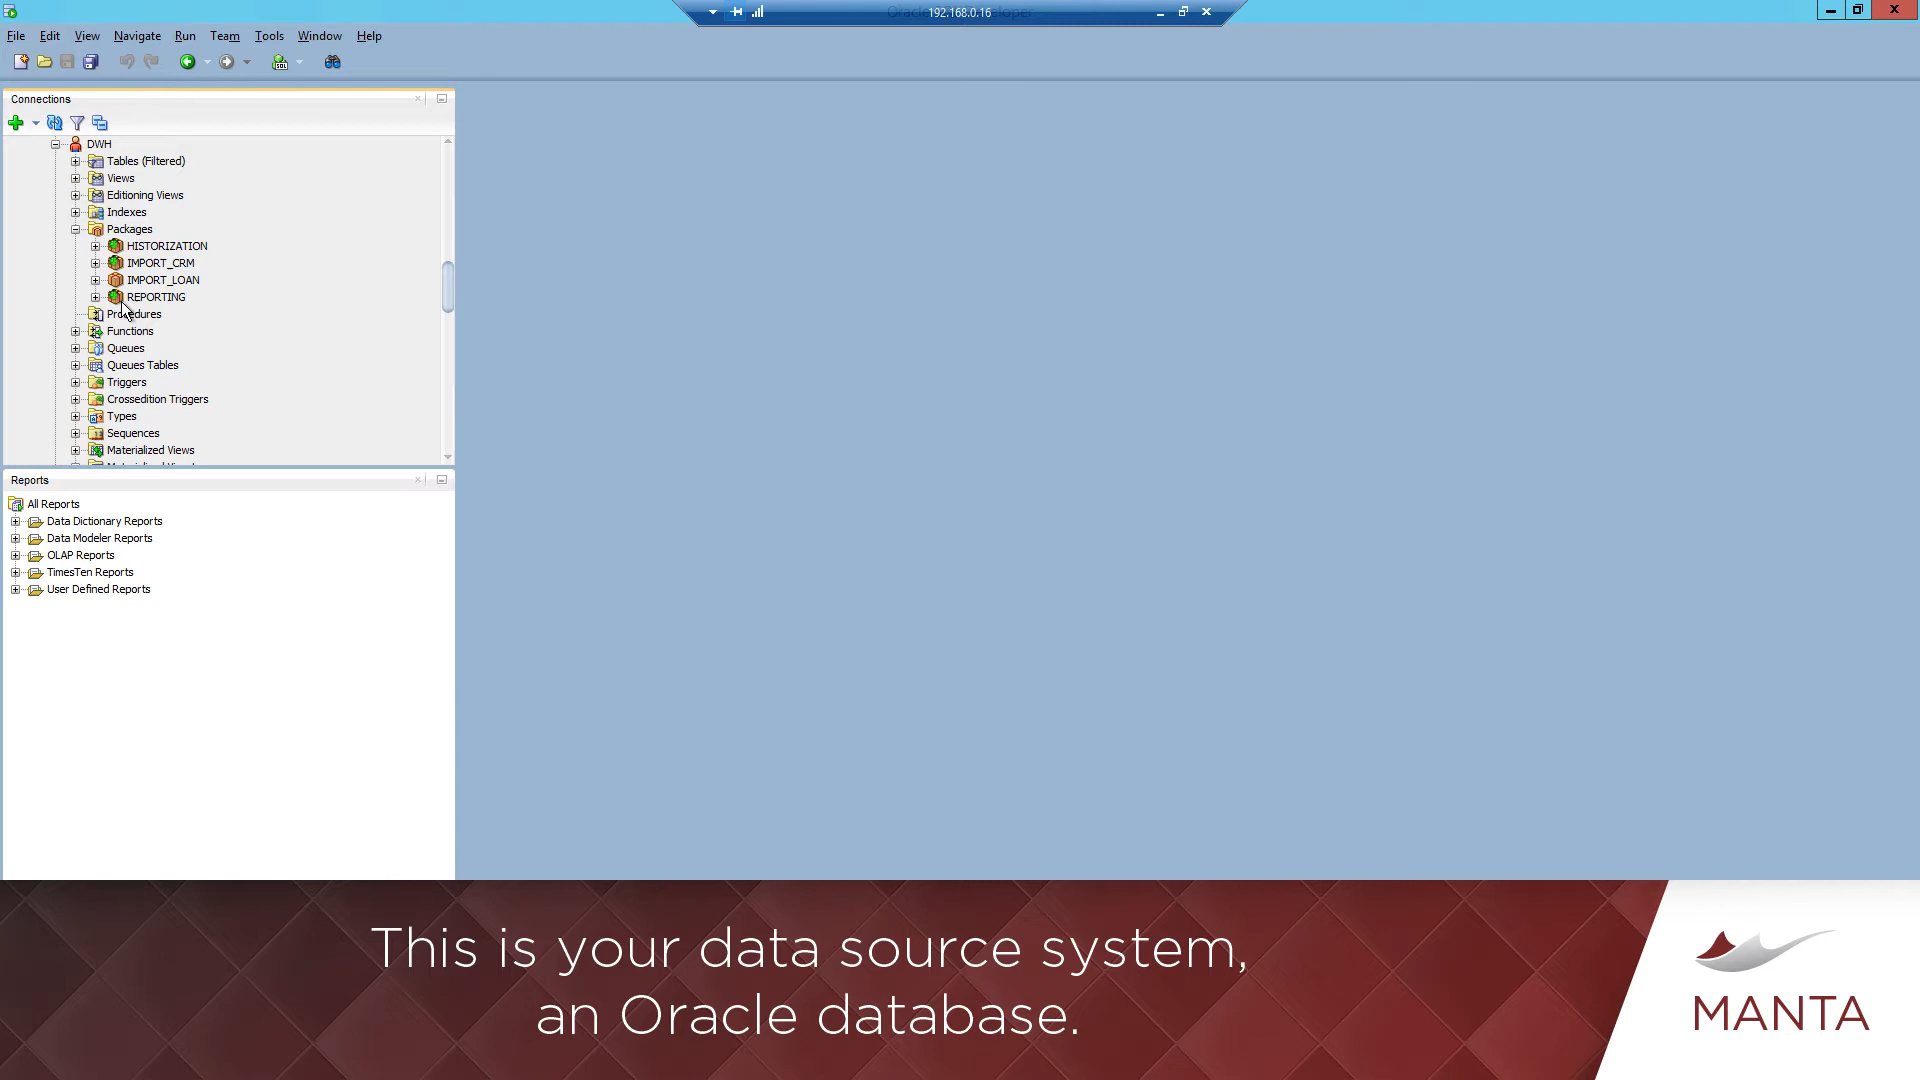 192.168.0.16
File Edit View Navigate Run Team Tools Window Help
Connections
DWH
Tables (Filtered)
Views
Editioning Views
Indexes
Packages
HISTORIZATION
IMPORT_CRM
IMPORT_LOAN
REPORTING
Procedures
Functions
Queues
Queues Tables
Triggers
Crossedition Triggers
Types
Sequences
Materialized Views
Reports
All Reports
Data Dictionary Reports
Data Modeler Reports
OLAP Reports
TimesTen Reports
User Defined Reports
This is your data source system,
an Oracle database.
MANTA